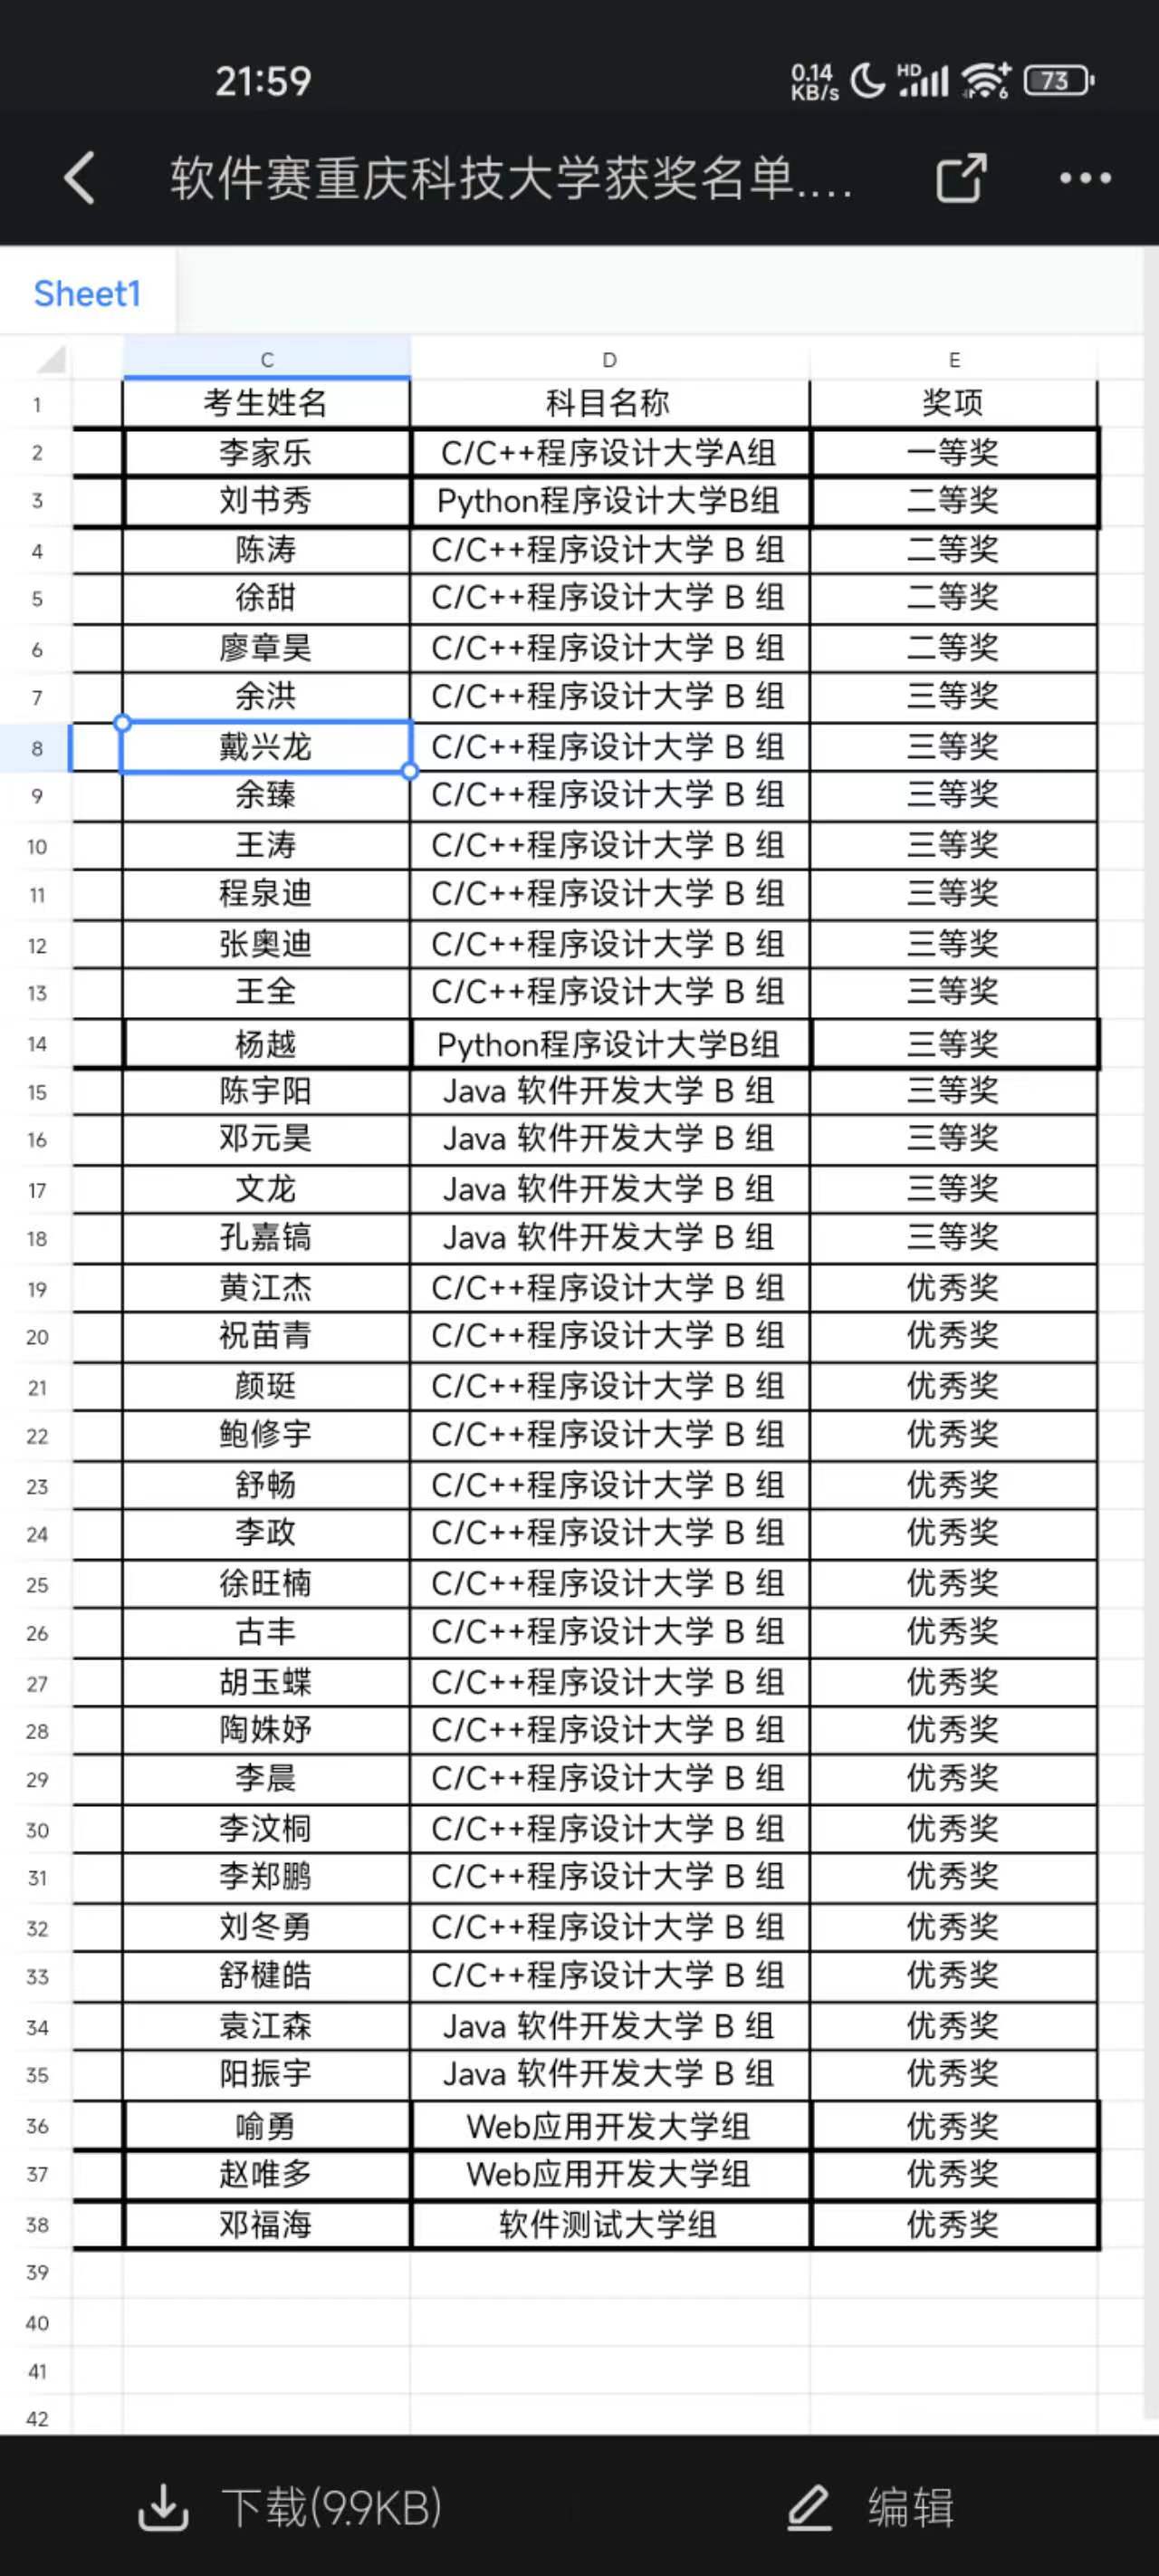 21:59 0.14 KB/s HD 6 73
软件赛重庆科技大学获奖名单....
Sheet1
C D E
1 考生姓名 科目名称 奖项
2 李家乐 C/C++程序设计大学A组 一等奖
3 刘书秀 Python程序设计大学B组 二等奖
4 陈涛 C/C++程序设计大学 B 组 二等奖
5 徐甜 C/C++程序设计大学 B 组 二等奖
6 廖章昊 C/C++程序设计大学 B 组 二等奖
7 余洪 C/C++程序设计大学 B 组 三等奖
8 戴兴龙 C/C++程序设计大学 B 组 三等奖
9 余臻 C/C++程序设计大学 B 组 三等奖
10 王涛 C/C++程序设计大学 B 组 三等奖
11 程泉迪 C/C++程序设计大学 B 组 三等奖
12 张奥迪 C/C++程序设计大学 B 组 三等奖
13 王全 C/C++程序设计大学 B 组 三等奖
14 杨越 Python程序设计大学B组 三等奖
15 陈宇阳 Java 软件开发大学 B 组 三等奖
16 邓元昊 Java 软件开发大学 B 组 三等奖
17 文龙 Java 软件开发大学 B 组 三等奖
18 孔嘉镐 Java 软件开发大学 B 组 三等奖
19 黄江杰 C/C++程序设计大学 B 组 优秀奖
20 祝苗青 C/C++程序设计大学 B 组 优秀奖
21 颜珽 C/C++程序设计大学 B 组 优秀奖
22 鲍修宇 C/C++程序设计大学 B 组 优秀奖
23 舒畅 C/C++程序设计大学 B 组 优秀奖
24 李政 C/C++程序设计大学 B 组 优秀奖
25 徐旺楠 C/C++程序设计大学 B 组 优秀奖
26 古丰 C/C++程序设计大学 B 组 优秀奖
27 胡玉蝶 C/C++程序设计大学 B 组 优秀奖
28 陶姝妤 C/C++程序设计大学 B 组 优秀奖
29 李晨 C/C++程序设计大学 B 组 优秀奖
30 李汶桐 C/C++程序设计大学 B 组 优秀奖
31 李郑鹏 C/C++程序设计大学 B 组 优秀奖
32 刘冬勇 C/C++程序设计大学 B 组 优秀奖
33 舒楗皓 C/C++程序设计大学 B 组 优秀奖
34 袁江森 Java 软件开发大学 B 组 优秀奖
35 阳振宇 Java 软件开发大学 B 组 优秀奖
36 喻勇 Web应用开发大学组 优秀奖
37 赵唯多 Web应用开发大学组 优秀奖
38 邓福海 软件测试大学组 优秀奖
39
40
41
42
下载(9.9KB) 编辑